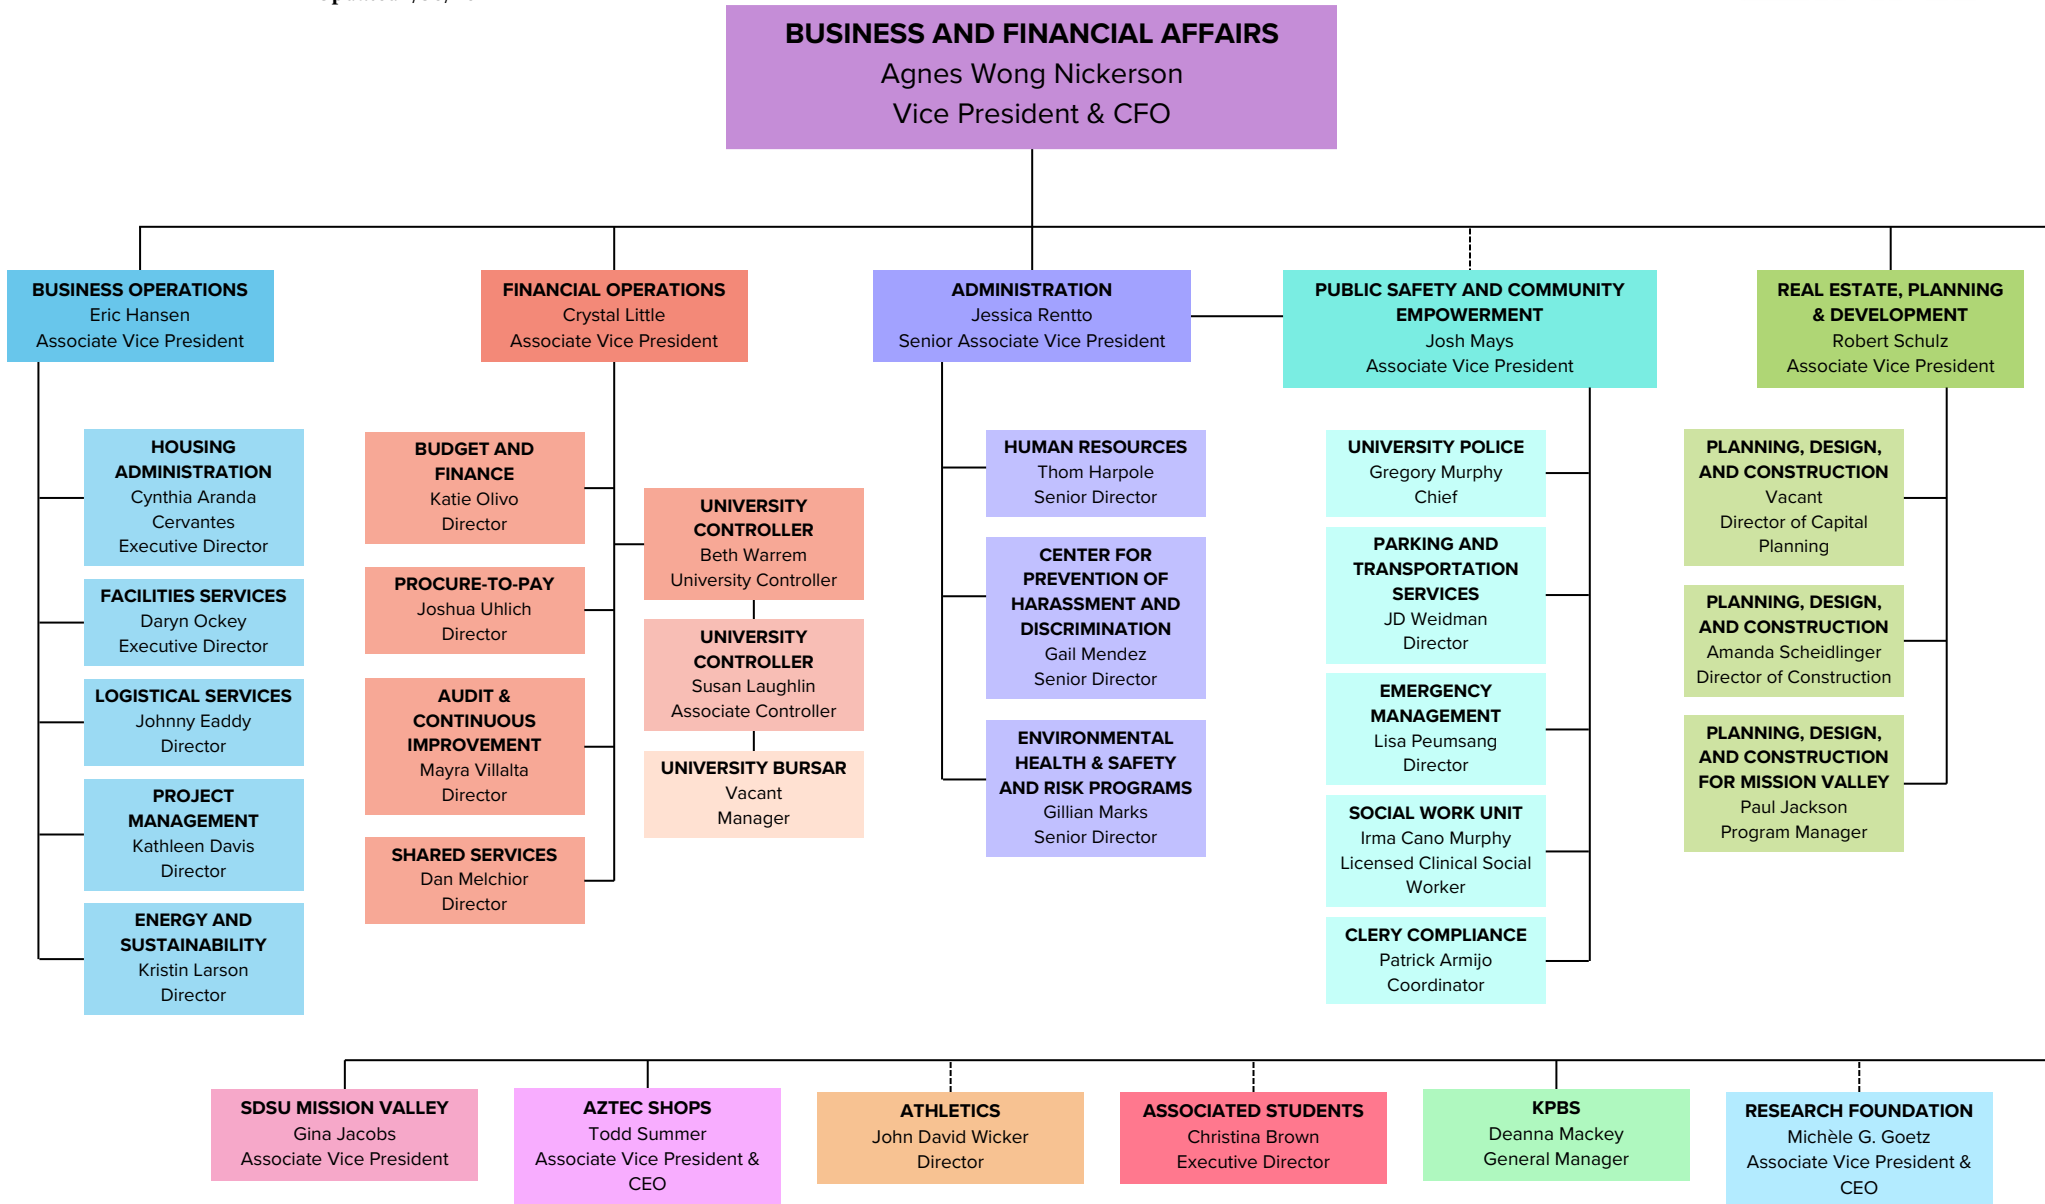 BUSINESS AND FINANCIAL AFFAIRS
Agnes Wong Nickerson
Vice President & CFO
BUSINESS OPERATIONS
Eric Hansen
Associate Vice President
FINANCIAL OPERATIONS
Crystal Little
Associate Vice President
ADMINISTRATION
Jessica Rentto
Senior Associate Vice President
PUBLIC SAFETY AND COMMUNITY
EMPOWERMENT
Josh Mays
Associate Vice President
REAL ESTATE, PLANNING
& DEVELOPMENT
Robert Schulz
Associate Vice President
HOUSING
ADMINISTRATION
Cynthia Aranda
Cervantes
Executive Director
FACILITIES SERVICES
Daryn Ockey
Executive Director
LOGISTICAL SERVICES
Johnny Eaddy
Director
PROJECT
MANAGEMENT
Kathleen Davis
Director
ENERGY AND
SUSTAINABILITY
Kristin Larson
Director
BUDGET AND
FINANCE
Katie Olivo
Director
PROCURE-TO-PAY
Joshua Uhlich
Director
AUDIT &
CONTINUOUS
IMPROVEMENT
Mayra Villalta
Director
SHARED SERVICES
Dan Melchior
Director
UNIVERSITY
CONTROLLER
Beth Warrem
University Controller
UNIVERSITY
CONTROLLER
Susan Laughlin
Associate Controller
UNIVERSITY BURSAR
Vacant
Manager
HUMAN RESOURCES
Thom Harpole
Senior Director
CENTER FOR
PREVENTION OF
HARASSMENT AND
DISCRIMINATION
Gail Mendez
Senior Director
ENVIRONMENTAL
HEALTH & SAFETY
AND RISK PROGRAMS
Gillian Marks
Senior Director
UNIVERSITY POLICE
Gregory Murphy
Chief
PARKING AND
TRANSPORTATION
SERVICES
JD Weidman
Director
EMERGENCY
MANAGEMENT
Lisa Peumsang
Director
SOCIAL WORK UNIT
Irma Cano Murphy
Licensed Clinical Social
Worker
CLERY COMPLIANCE
Patrick Armijo
Coordinator
PLANNING, DESIGN,
AND CONSTRUCTION
Vacant
Director of Capital
Planning
PLANNING, DESIGN,
AND CONSTRUCTION
Amanda Scheidlinger
Director of Construction
PLANNING, DESIGN,
AND CONSTRUCTION
FOR MISSION VALLEY
Paul Jackson
Program Manager
SDSU MISSION VALLEY
Gina Jacobs
Associate Vice President
AZTEC SHOPS
Todd Summer
Associate Vice President &
CEO
ATHLETICS
John David Wicker
Director
ASSOCIATED STUDENTS
Christina Brown
Executive Director
KPBS
Deanna Mackey
General Manager
RESEARCH FOUNDATION
Michèle G. Goetz
Associate Vice President &
CEO